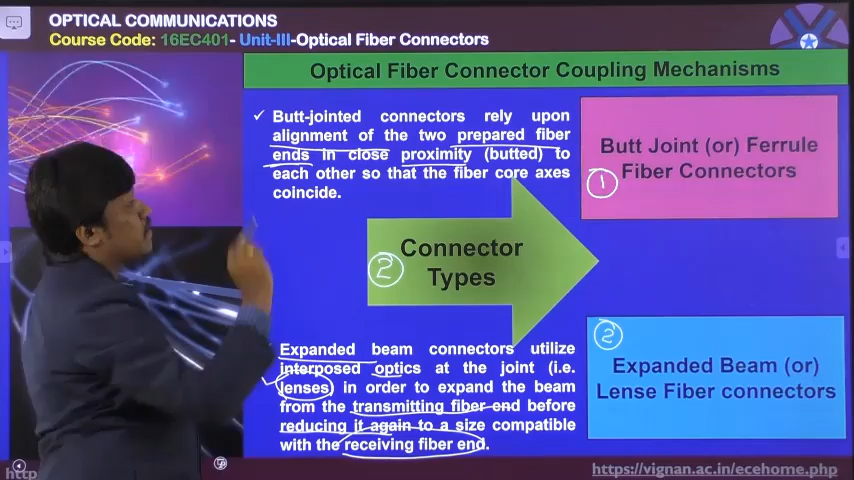 OPTICAL COMMUNICATIONS
Course Code: 16EC401- Unit-III-Optical Fiber Connectors
Optical Fiber Connector Coupling Mechanisms
✓ Butt-jointed connectors rely upon
alignment of the two prepared fiber
ends in close proximity (butted) to
each other so that the fiber core axes
coincide.
Butt Joint (or) Ferrule
Fiber Connectors
1
2
Connector
Types
Expanded beam connectors utilize
interposed optics at the joint (i.e.
lenses) in order to expand the beam
from the transmitting fiber end before
reducing it again to a size compatible
with the receiving fiber end.
2
Expanded Beam (or)
Lense Fiber connectors
http
https://vignan.ac.in/ecehome.php